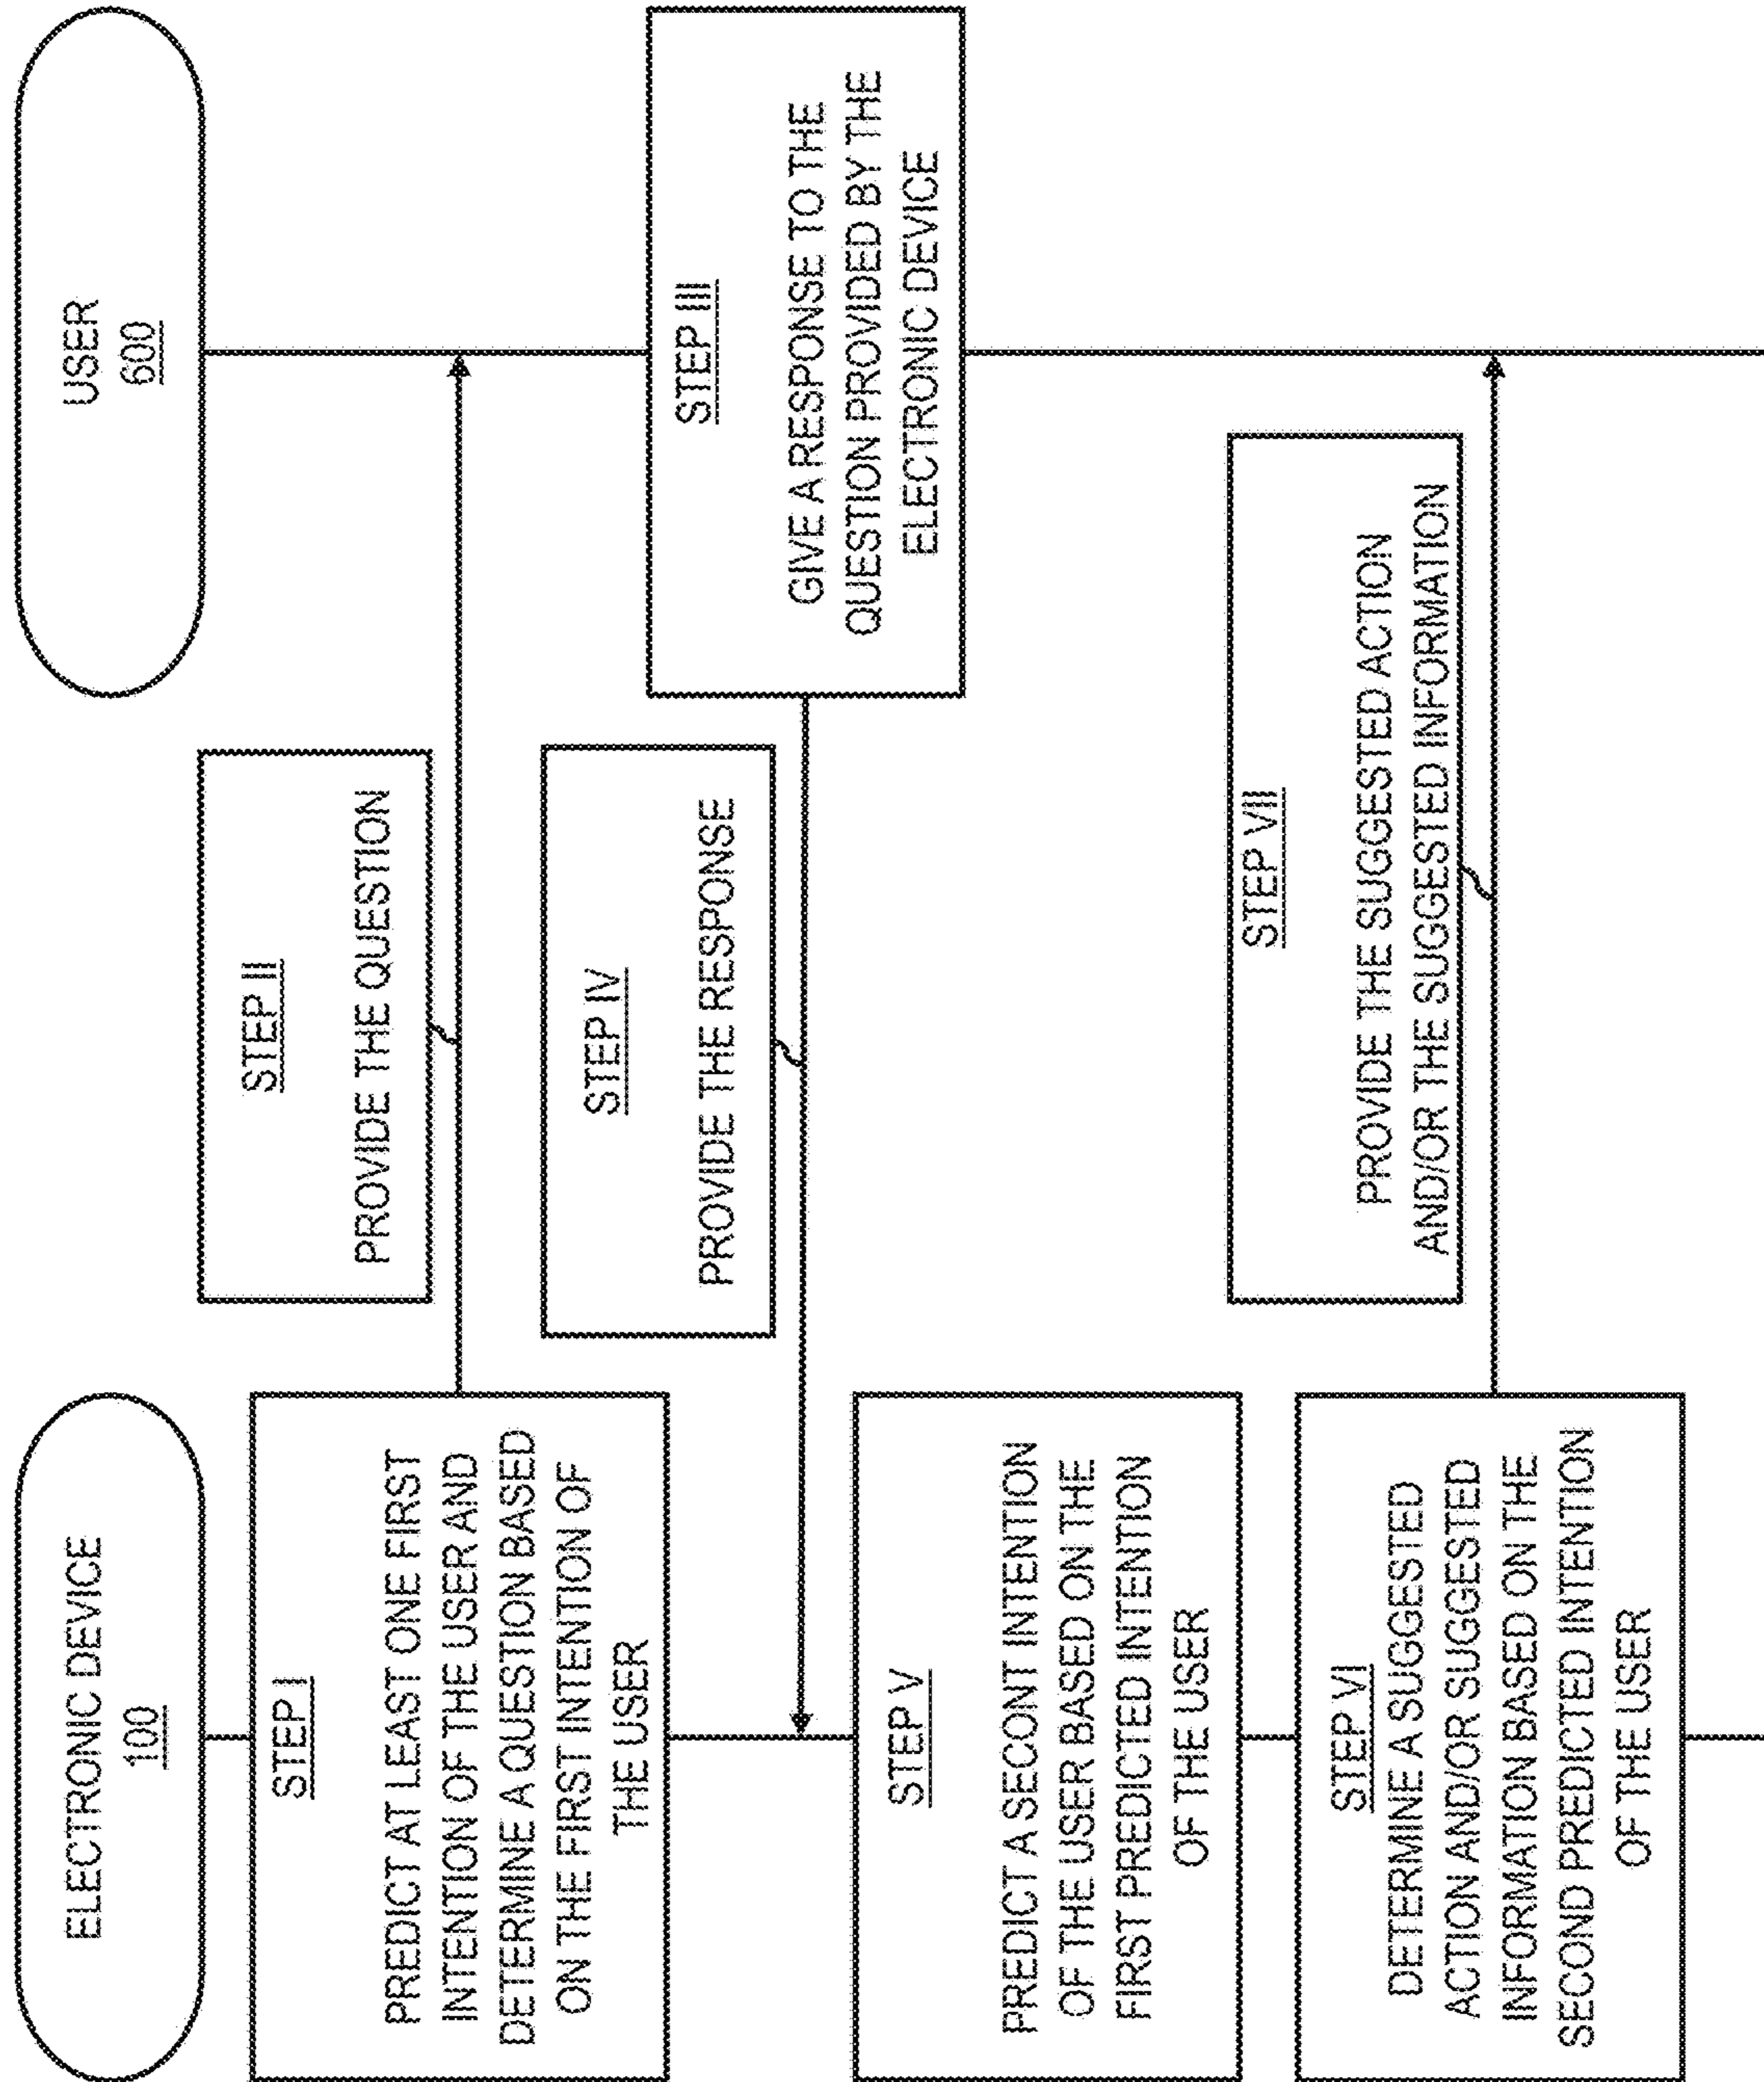 ELECTRONIC DEVICE
100
USER
600
STEP I
PREDICT AT LEAST ONE FIRST
INTENTION OF THE USER AND
DETERMINE A QUESTION BASED
ON THE FIRST INTENTION OF
THE USER
STEP II
PROVIDE THE QUESTION
STEP III
GIVE A RESPONSE TO THE
QUESTION PROVIDED BY THE
ELECTRONIC DEVICE
STEP IV
PROVIDE THE RESPONSE
STEP V
PREDICT A SECONT INTENTION
OF THE USER BASED ON THE
FIRST PREDICTED INTENTION
OF THE USER
STEP VI
DETERMINE A SUGGESTED
ACTION AND/OR SUGGESTED
INFORMATION BASED ON THE
SECOND PREDICTED INTENTION
OF THE USER
STEP VII
PROVIDE THE SUGGESTED ACTION
AND/OR THE SUGGESTED INFORMATION